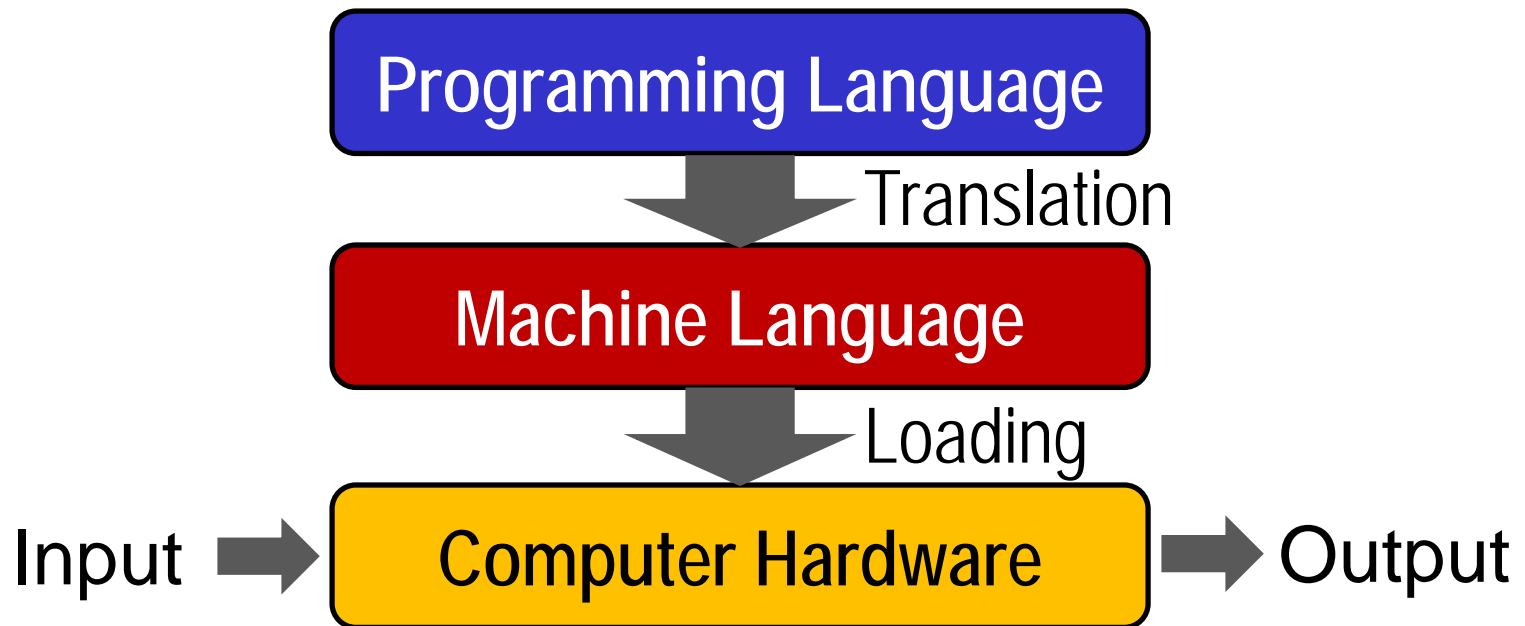 Programming Language
Translation
Machine Language
Loading
Input
Computer Hardware
Output